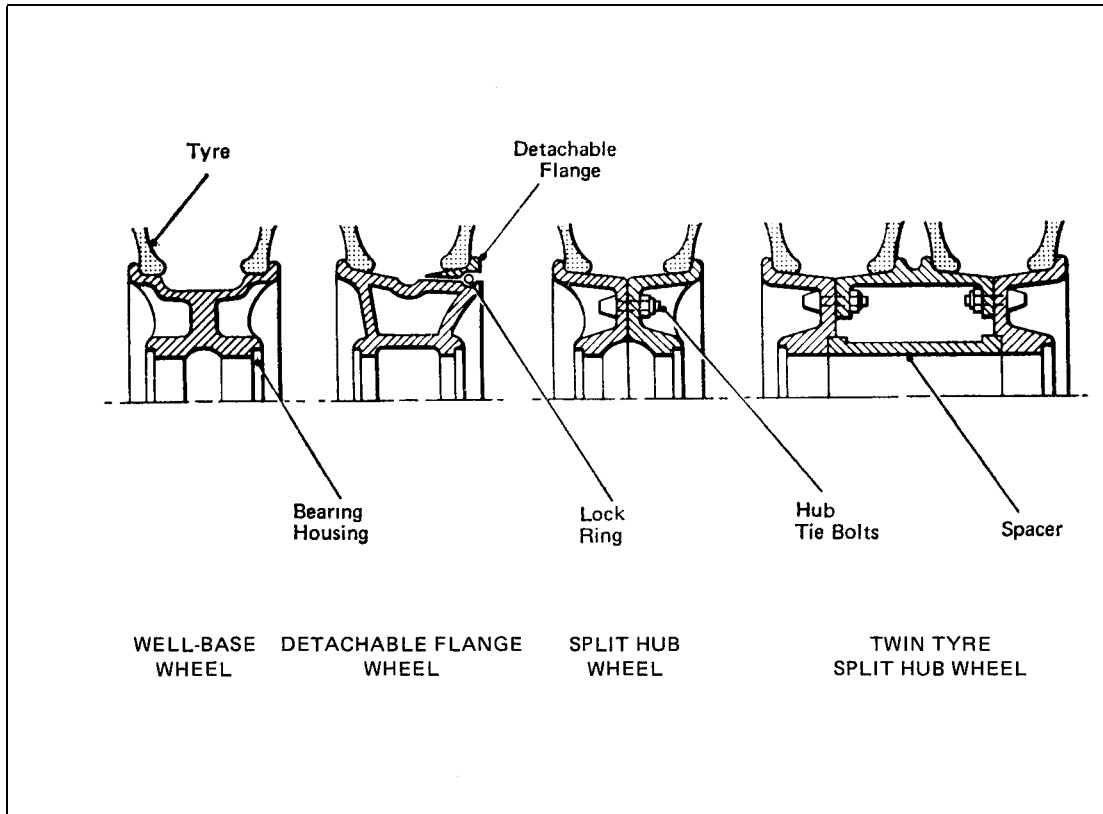 Tyre
Detachable
Flange
Bearing
Housing
Lock
Ring
Hub
Tie Bolts
Spacer
WELL-BASE
WHEEL
DETACHABLE FLANGE
WHEEL
SPLIT HUB
WHEEL
TWIN TYRE
SPLIT HUB WHEEL